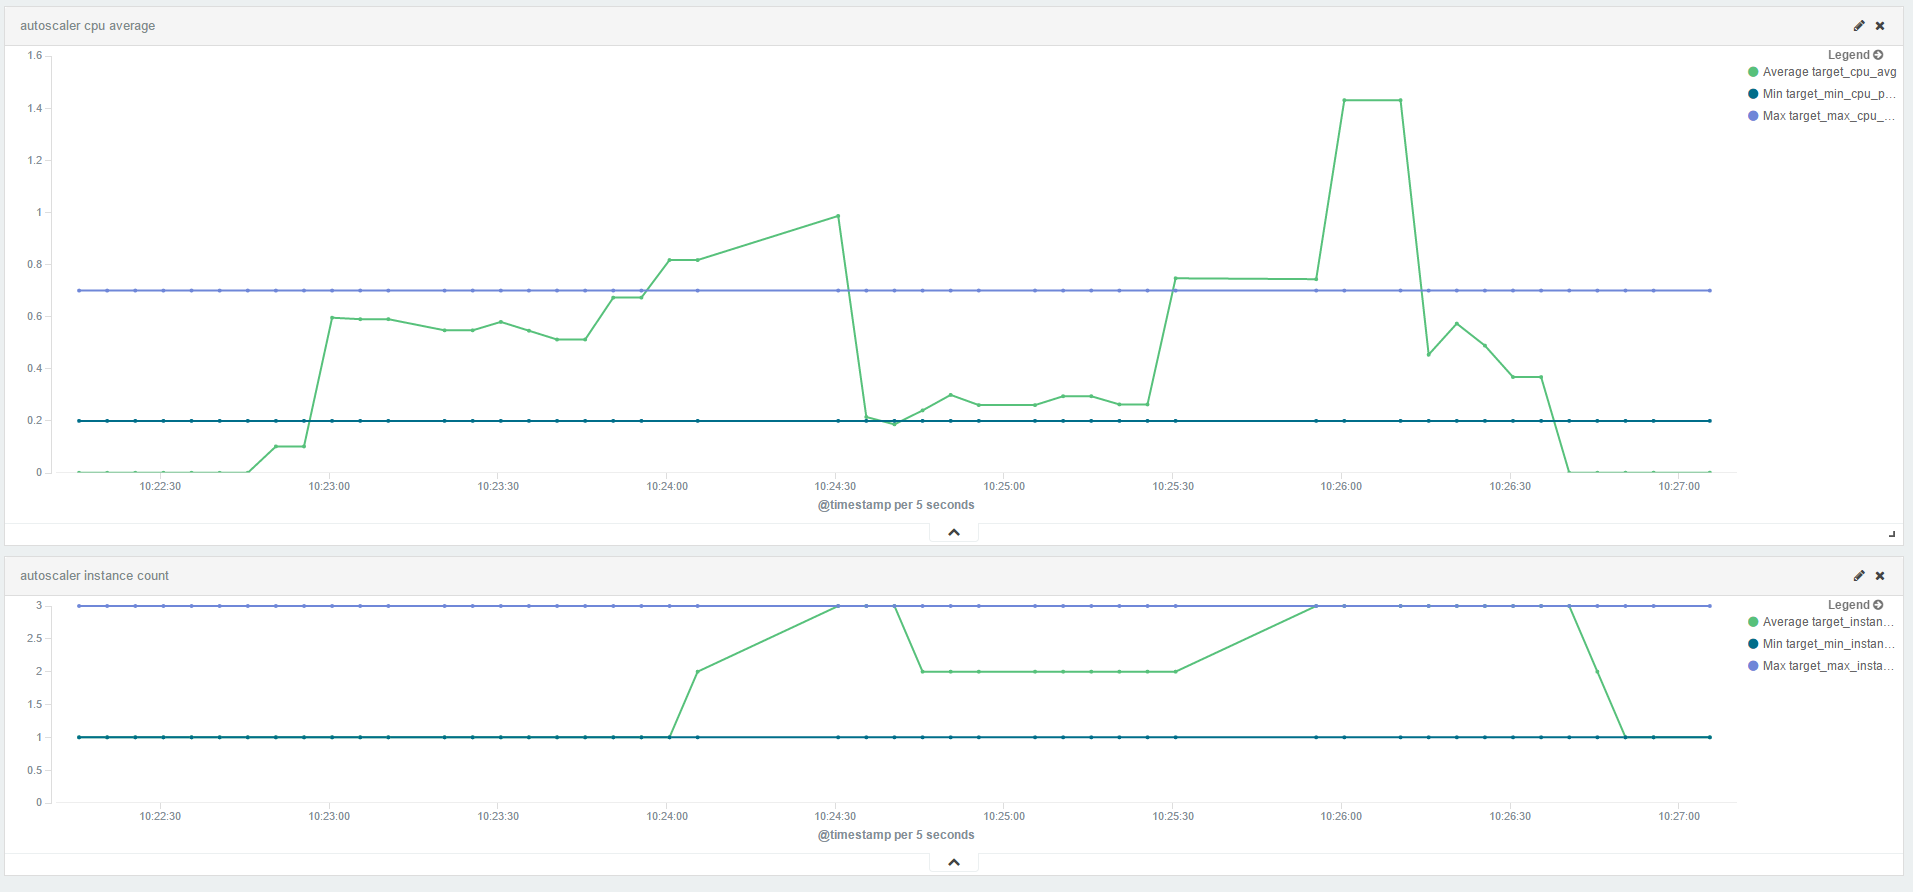 autoscaler cpu average
Legend
Average target_cpu_avg
Min target_min_cpu_p...
Max target_max_cpu_...
1.6
1.4
1.2
1
0.8
0.6
0.4
0.2
0
10:22:30 10:23:00 10:23:30 10:24:00 10:24:30 10:25:00 10:25:30 10:26:00 10:26:30 10:27:00
@timestamp per 5 seconds
autoscaler instance count
Legend
Average target_instan...
Min target_min_instan...
Max target_max_insta...
3
2.5
2
1.5
1
0.5
0
10:22:30 10:23:00 10:23:30 10:24:00 10:24:30 10:25:00 10:25:30 10:26:00 10:26:30 10:27:00
@timestamp per 5 seconds